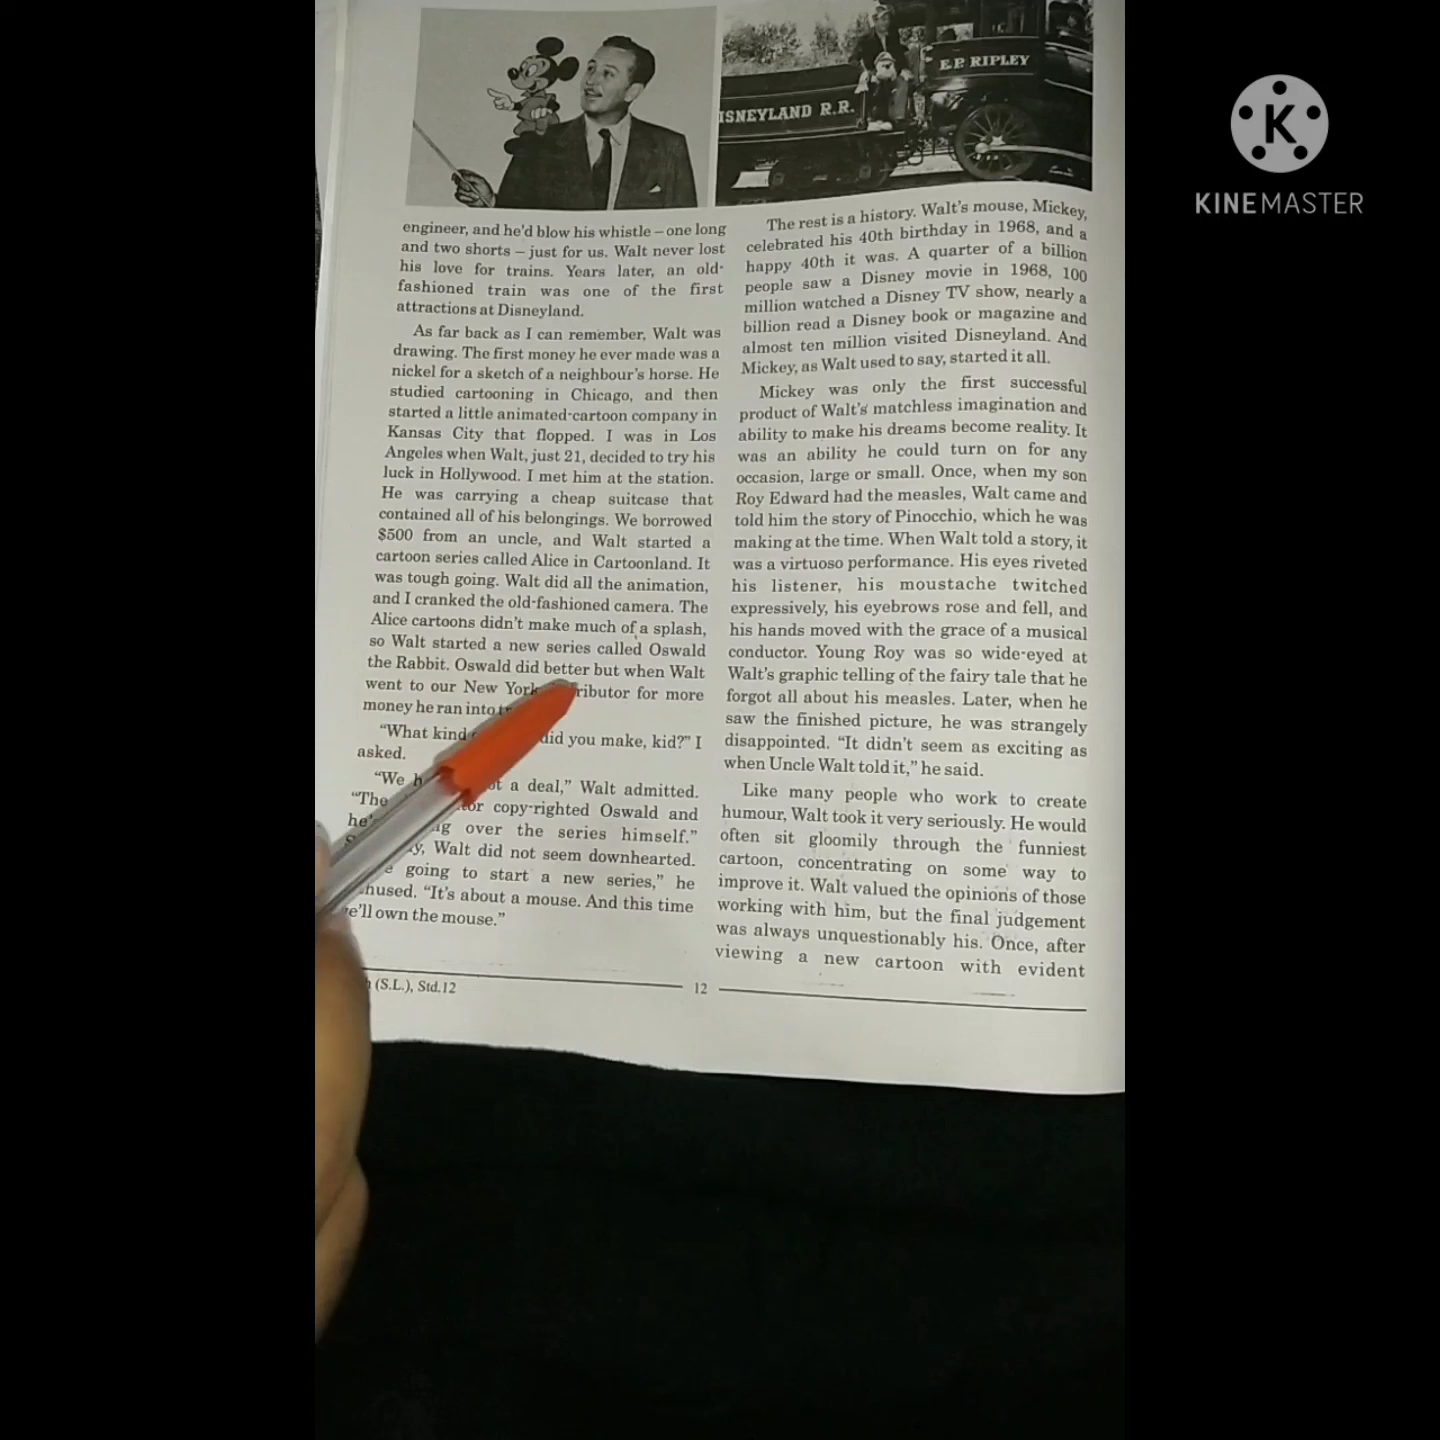 ISNEYLAND R.R.
E.P. RIPLEY
KINEMASTER
engineer, and he'd blow his whistle – one long
and two shorts – just for us. Walt never lost
his love for trains. Years later, an old-
fashioned train was one of the first
attractions at Disneyland.
As far back as I can remember, Walt was
drawing. The first money he ever made was a
nickel for a sketch of a neighbour's horse. He
studied cartooning in Chicago, and then
started a little animated-cartoon company in
Kansas City that flopped. I was in Los
Angeles when Walt, just 21, decided to try his
luck in Hollywood. I met him at the station.
He was carrying a cheap suitcase that
contained all of his belongings. We borrowed
$500 from an uncle, and Walt started a
cartoon series called Alice in Cartoonland. It
was tough going. Walt did all the animation,
and I cranked the old-fashioned camera. The
Alice cartoons didn't make much of a splash,
so Walt started a new series called Oswald
the Rabbit. Oswald did better but when Walt
went to our New York ributor for more
money he ran into
"What kind did you make, kid?" I
asked.
"We a deal," Walt admitted.
"The copy-righted Oswald and
over the series himself."
Walt did not seem downhearted.
going to start a new series," he
"It's about a mouse. And this time
e'll own the mouse."
(S.L.), Std.12
The rest is a history. Walt's mouse, Mickey,
celebrated his 40th birthday in 1968, and a
happy 40th it was. A quarter of a billion
people saw a Disney movie in 1968, 100
million watched a Disney TV show, nearly a
billion read a Disney book or magazine and
almost ten million visited Disneyland. And
Mickey, as Walt used to say, started it all.
Mickey was only the first successful
product of Walt's matchless imagination and
ability to make his dreams become reality. It
was an ability he could turn on for any
occasion, large or small. Once, when my son
Roy Edward had the measles, Walt came and
told him the story of Pinocchio, which he was
making at the time. When Walt told a story, it
was a virtuoso performance. His eyes riveted
his listener, his moustache twitched
expressively, his eyebrows rose and fell, and
his hands moved with the grace of a musical
conductor. Young Roy was so wide-eyed at
Walt's graphic telling of the fairy tale that he
forgot all about his measles. Later, when he
saw the finished picture, he was strangely
disappointed. "It didn't seem as exciting as
when Uncle Walt told it," he said.
Like many people who work to create
humour, Walt took it very seriously. He would
often sit gloomily through the funniest
cartoon, concentrating on some way to
improve it. Walt valued the opinions of those
working with him, but the final judgement
was always unquestionably his. Once, after
viewing a new cartoon with evident
12